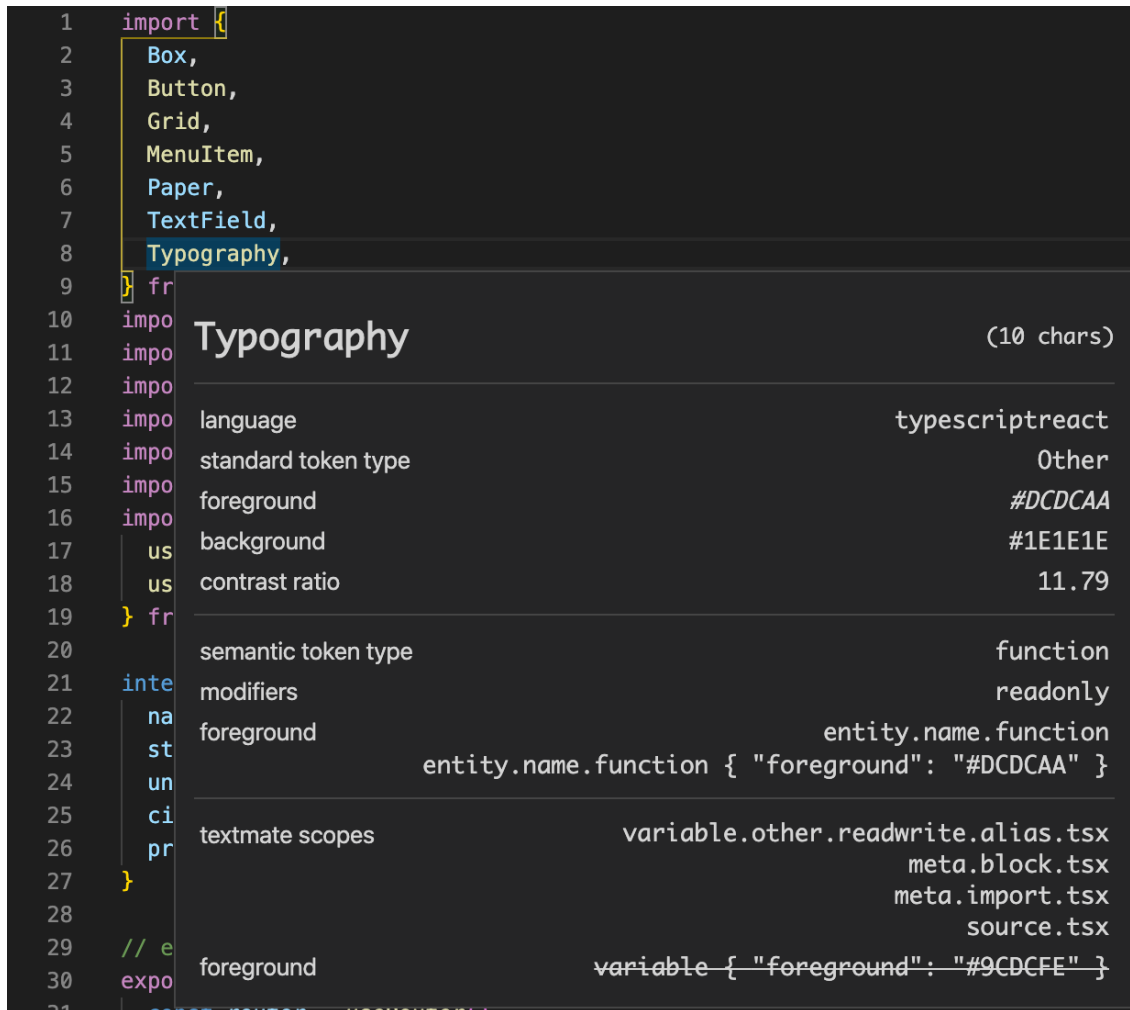 1 import {
2 Box,
3 Button,
4 Grid,
5 MenuItem,
6 Paper,
7 TextField,
8 Typography,
9 } fr
10 impo
11 impo
12 impo
13 impo
14 impo
15 impo
16 impo
17 us
18 us
19 } fr
20
21 inte
22 na
23 st
24 un
25 ci
26 pr
27 }
28
29 // e
30 expo
Typography (10 chars)
language typescriptreact
standard token type Other
foreground #DCDCAA
background #1E1E1E
contrast ratio 11.79
semantic token type function
modifiers readonly
foreground entity.name.function
entity.name.function { "foreground": "#DCDCAA" }
textmate scopes variable.other.readwrite.alias.tsx
meta.block.tsx
meta.import.tsx
source.tsx
foreground variable { "foreground": "#9CDCFE" }